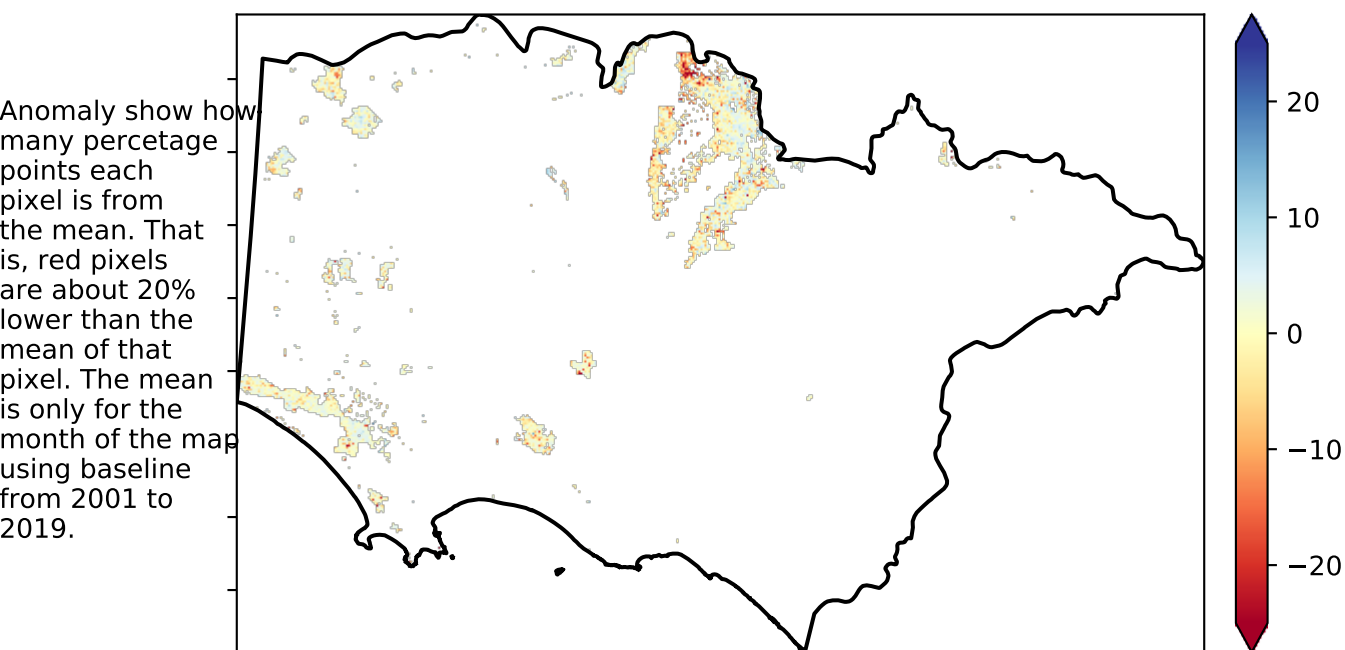 Anomaly show how
many percetage
points each
pixel is from
the mean. That
is, red pixels
are about 20%
lower than the
mean of that
pixel. The mean
is only for the
month of the map
using baseline
from 2001 to
2019.
20
10
0
−10
−20